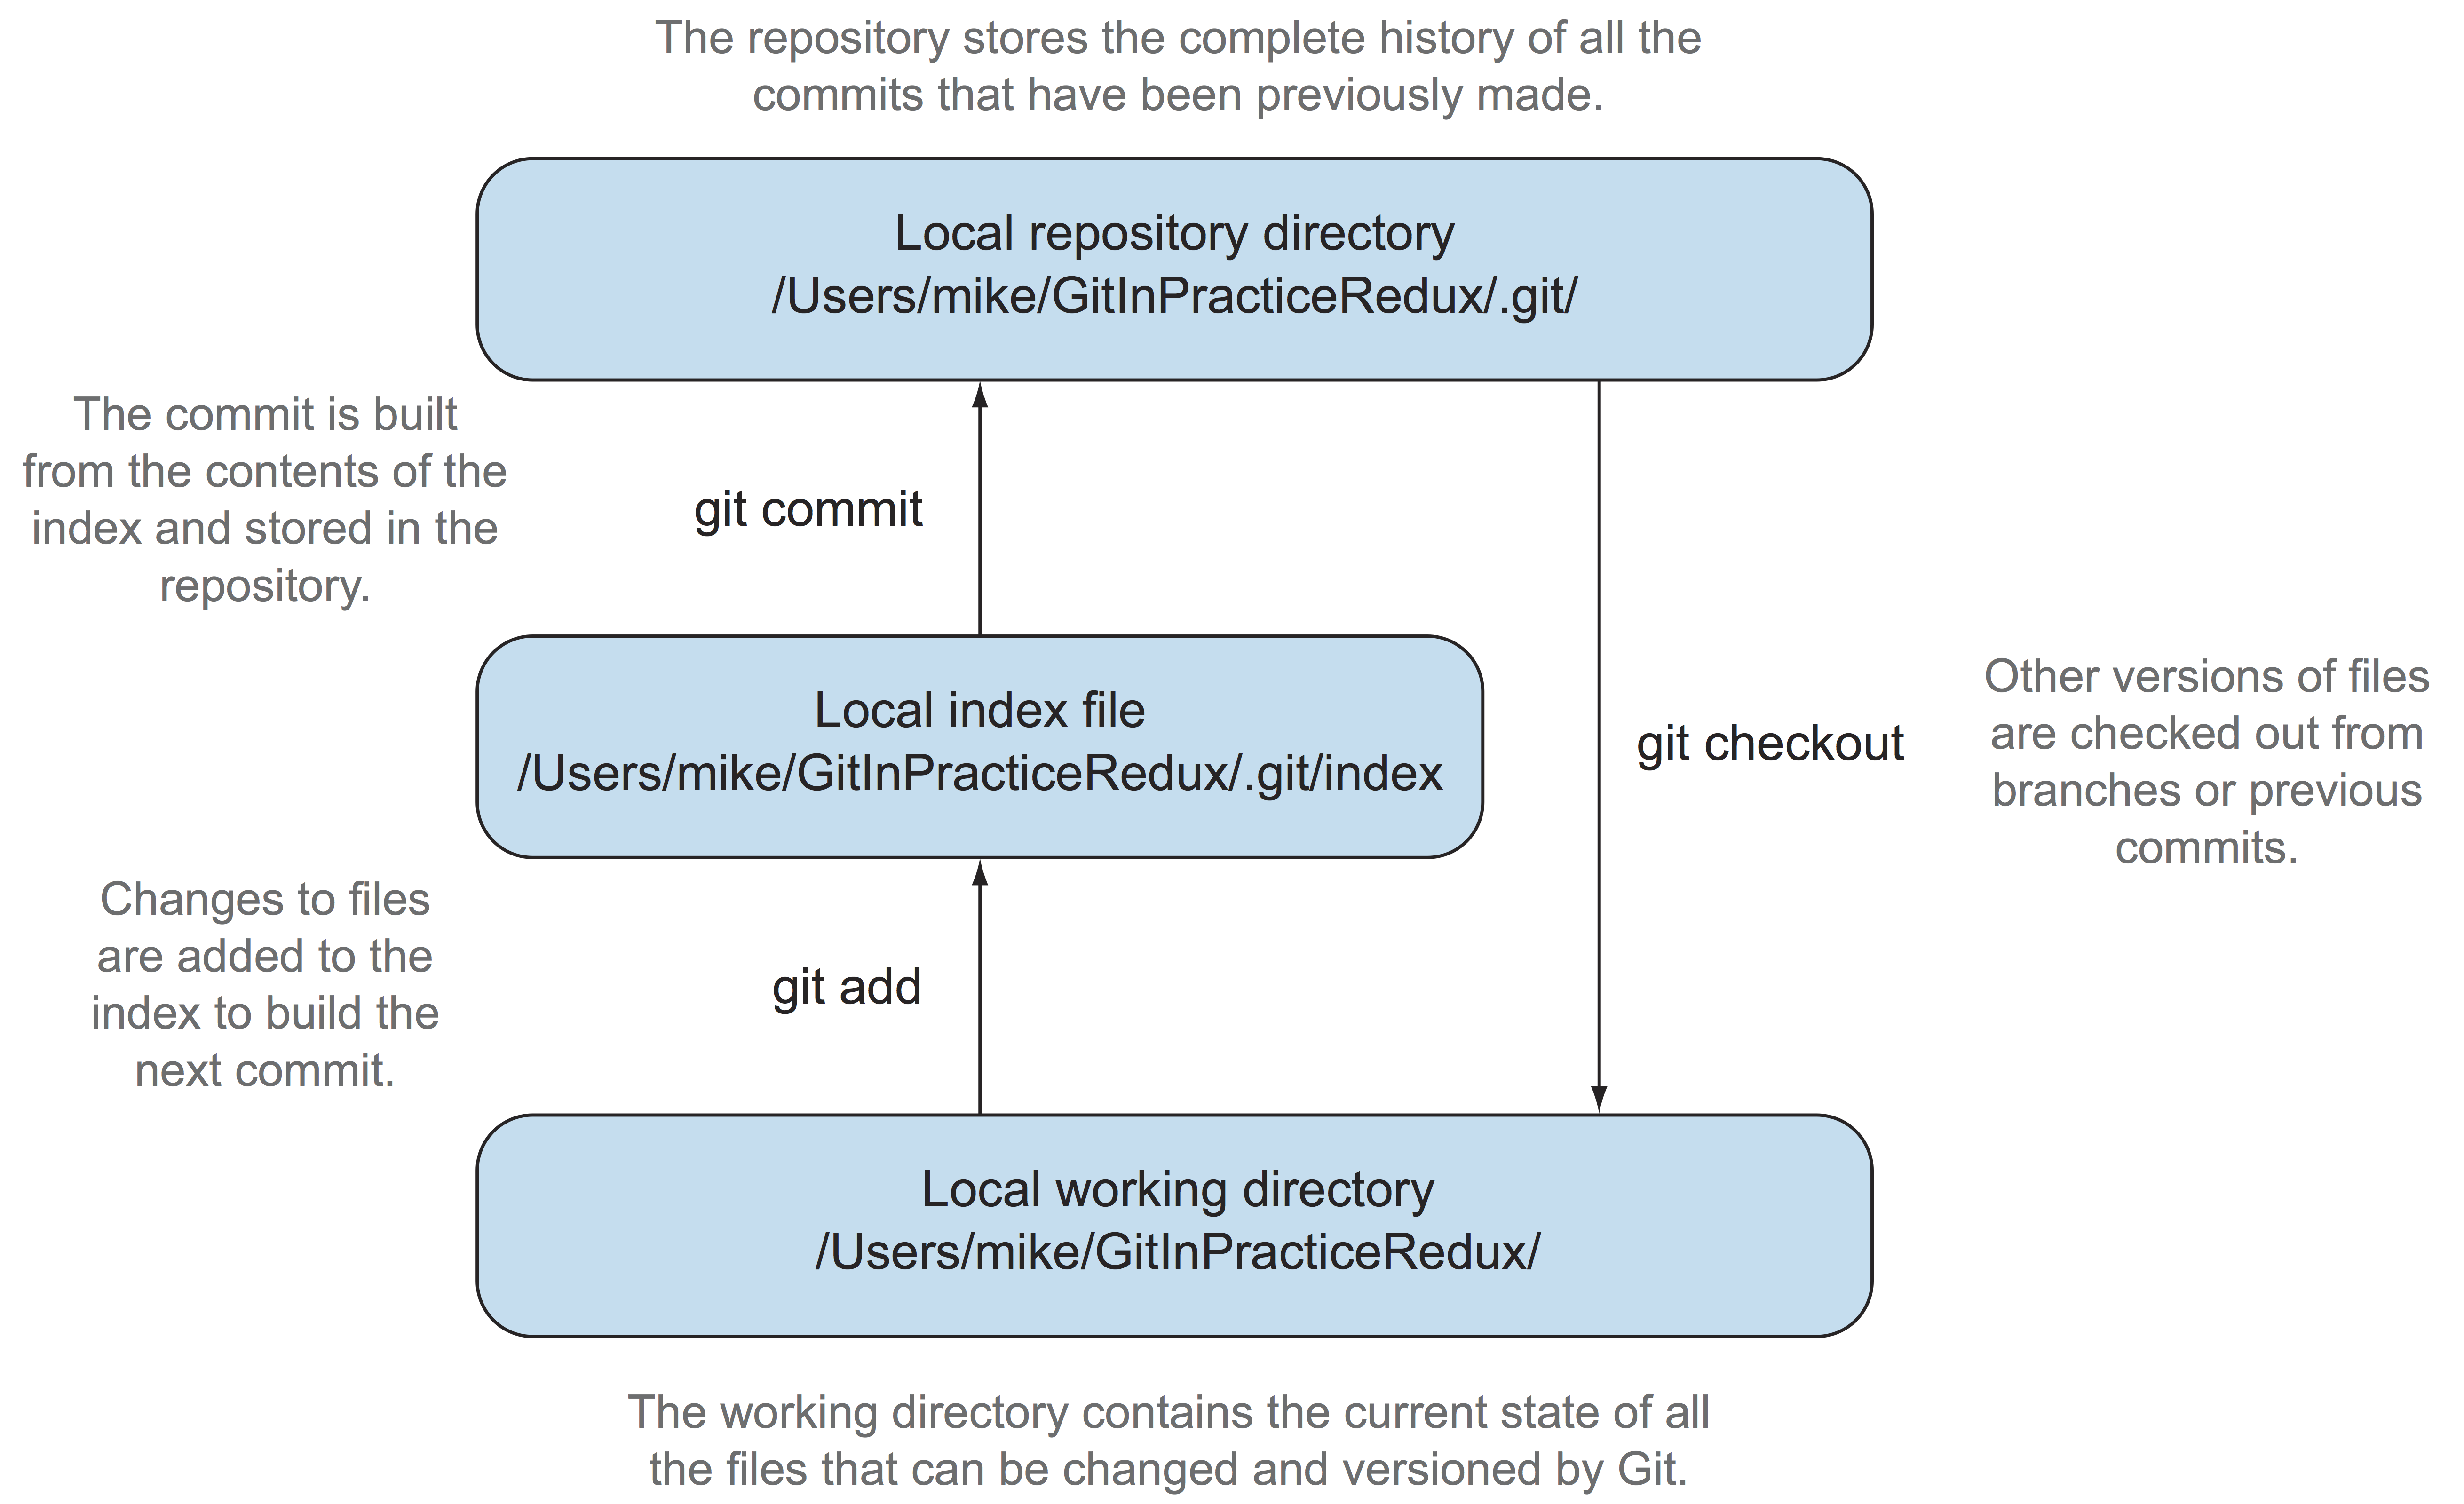 The repository stores the complete history of all the
commits that have been previously made.
Local repository directory
/Users/mike/GitInPracticeRedux/.git/
The commit is built
from the contents of the
index and stored in the
repository.
git commit
Local index file
/Users/mike/GitInPracticeRedux/.git/index
git checkout
Other versions of files
are checked out from
branches or previous
commits.
Changes to files
are added to the
index to build the
next commit.
git add
Local working directory
/Users/mike/GitInPracticeRedux/
The working directory contains the current state of all
the files that can be changed and versioned by Git.